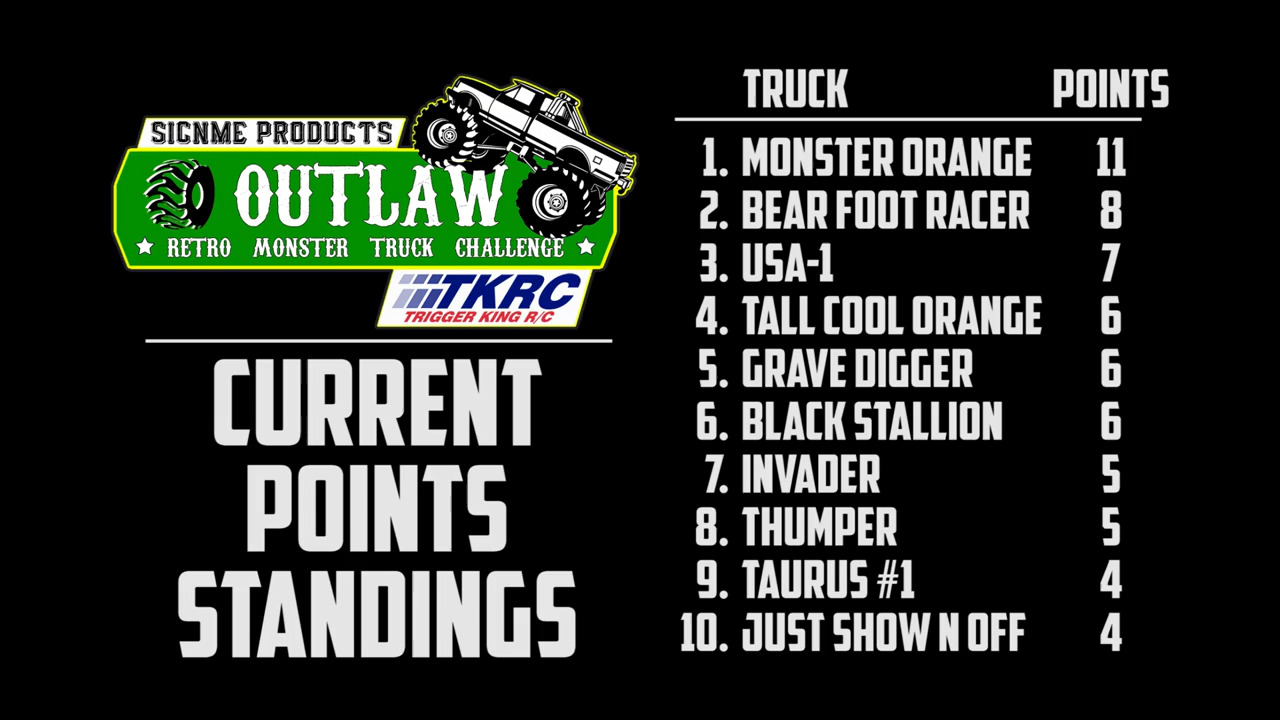 SICNME PRODUCTS
OUTLAW
RETRO MONSTER TRUCK CHALLENGE
TKRC
TRIGGER KING R/C
CURRENT
POINTS
STANDINGS
TRUCK POINTS
1. MONSTER ORANGE 11
2. BEAR FOOT RACER 8
3. USA-1 7
4. TALL COOL ORANGE 6
5. GRAVE DIGGER 6
6. BLACK STALLION 6
7. INVADER 5
8. THUMPER 5
9. TAURUS #1 4
10. JUST SHOW N OFF 4